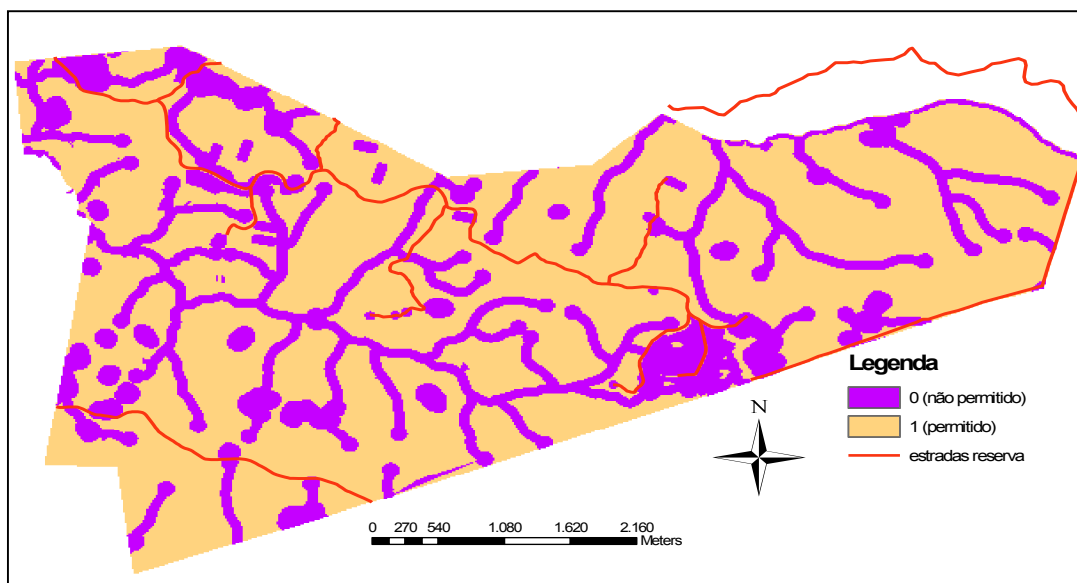 Legenda
0 (não permitido)
1 (permitido)
estradas reserva
N
0 270 540 1.080 1.620 2.160
Meters